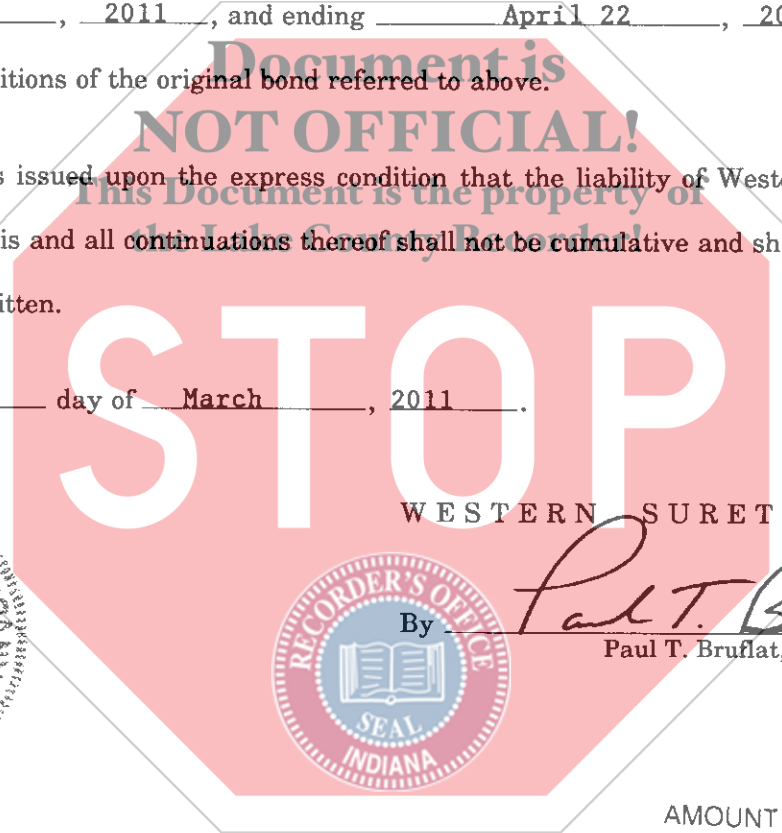 , 2011 , and ending April 22 , 20
Document is
itions of the original bond referred to above.
NOT OFFICIAL!
issued upon the express condition that the liability of West
This Document is the property of
is and all continuations thereof shall not be cumulative and sh
the Lake County Recorder!
itten.
STOP
day of March , 2011 .
WESTERN SURET
RECORDER'S OFFICE
By Paul T.
Paul T. Bruflat,
SEAL
INDIANA
AMOUNT